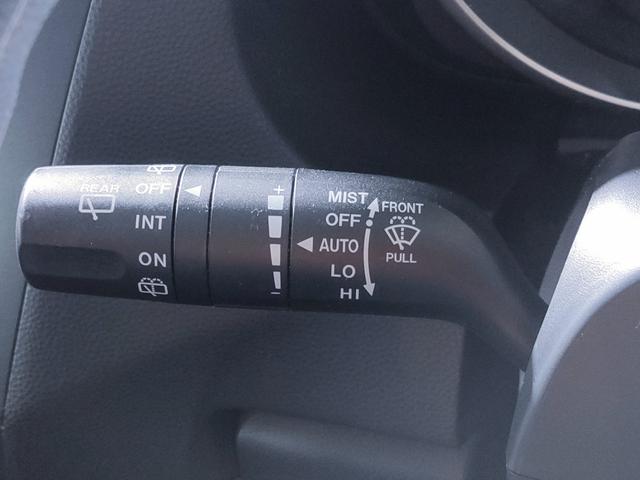 REAR
OFF
INT
ON
+
−
MIST
OFF
AUTO
LO
HI
FRONT
PULL